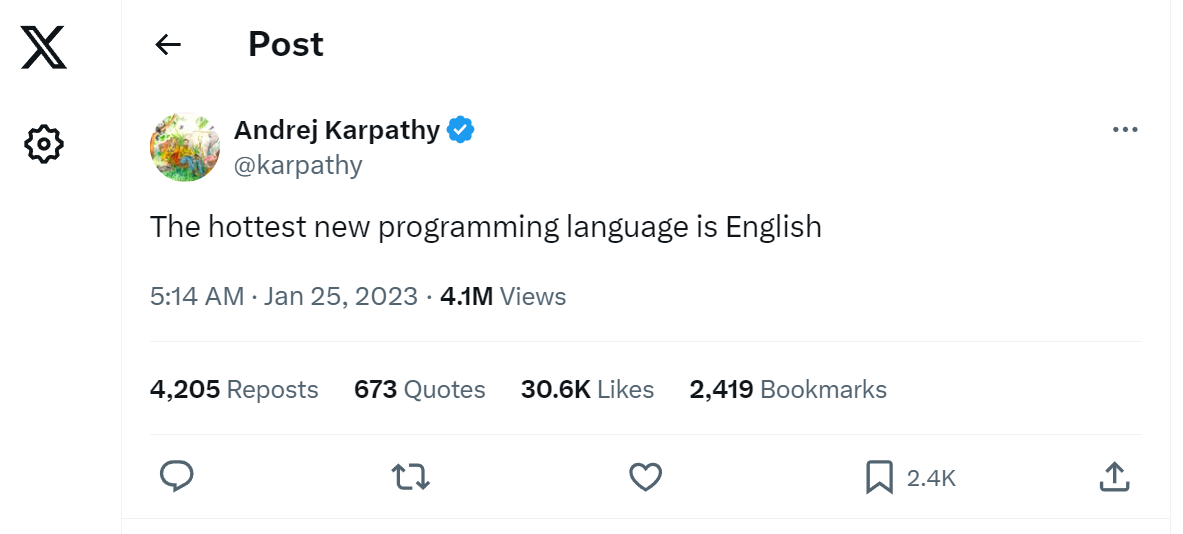 Post
Andrej Karpathy
@karpathy
The hottest new programming language is English
5:14 AM · Jan 25, 2023 · 4.1M Views
4,205 Reposts 673 Quotes 30.6K Likes 2,419 Bookmarks
2.4K